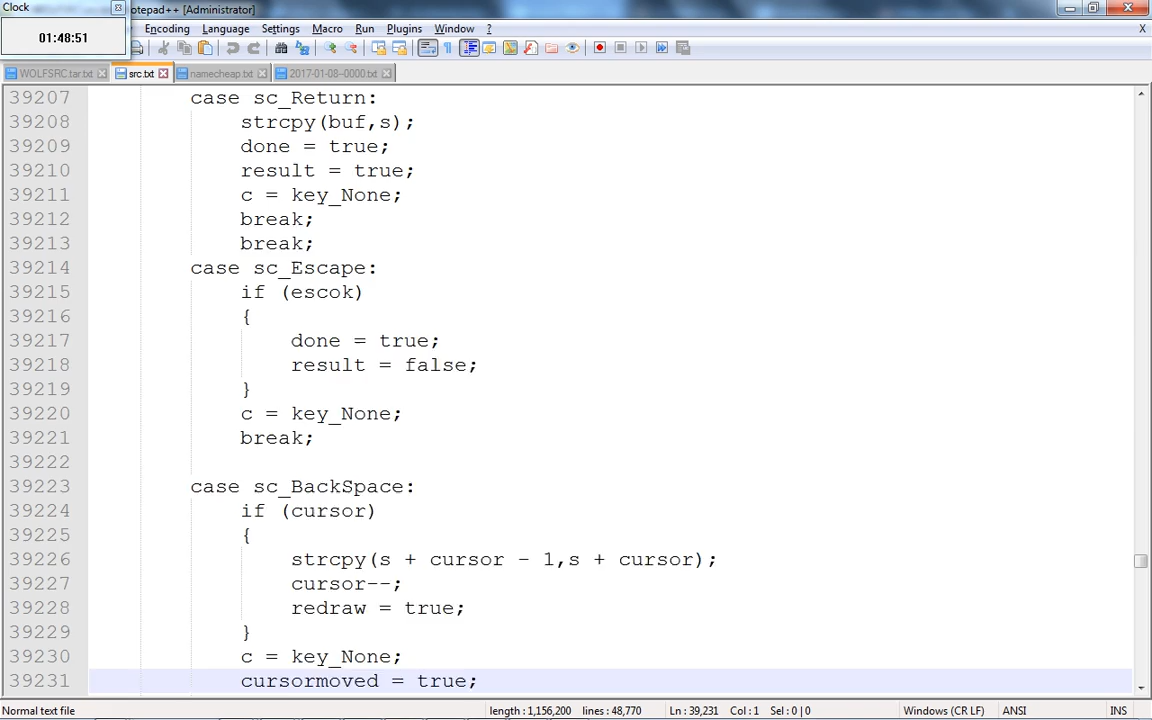 Clock
otepad++ [Administrator]
01:48:51
Encoding Language Settings Macro Run Plugins Window ?
X
WOLFSRC.tar.txt src.txt namecheap.txt 2017-01-08--0000.txt
39207 case sc_Return:
39208 strcpy(buf,s);
39209 done = true;
39210 result = true;
39211 c = key_None;
39212 break;
39213 break;
39214 case sc_Escape:
39215 if (escok)
39216 {
39217 done = true;
39218 result = false;
39219 }
39220 c = key_None;
39221 break;
39222
39223 case sc_BackSpace:
39224 if (cursor)
39225 {
39226 strcpy(s + cursor - 1,s + cursor);
39227 cursor--;
39228 redraw = true;
39229 }
39230 c = key_None;
39231 cursormoved = true;
Normal text file length : 1,156,200 lines : 48,770 Ln : 39,231 Col : 1 Sel : 0 | 0 Windows (CR LF) ANSI INS